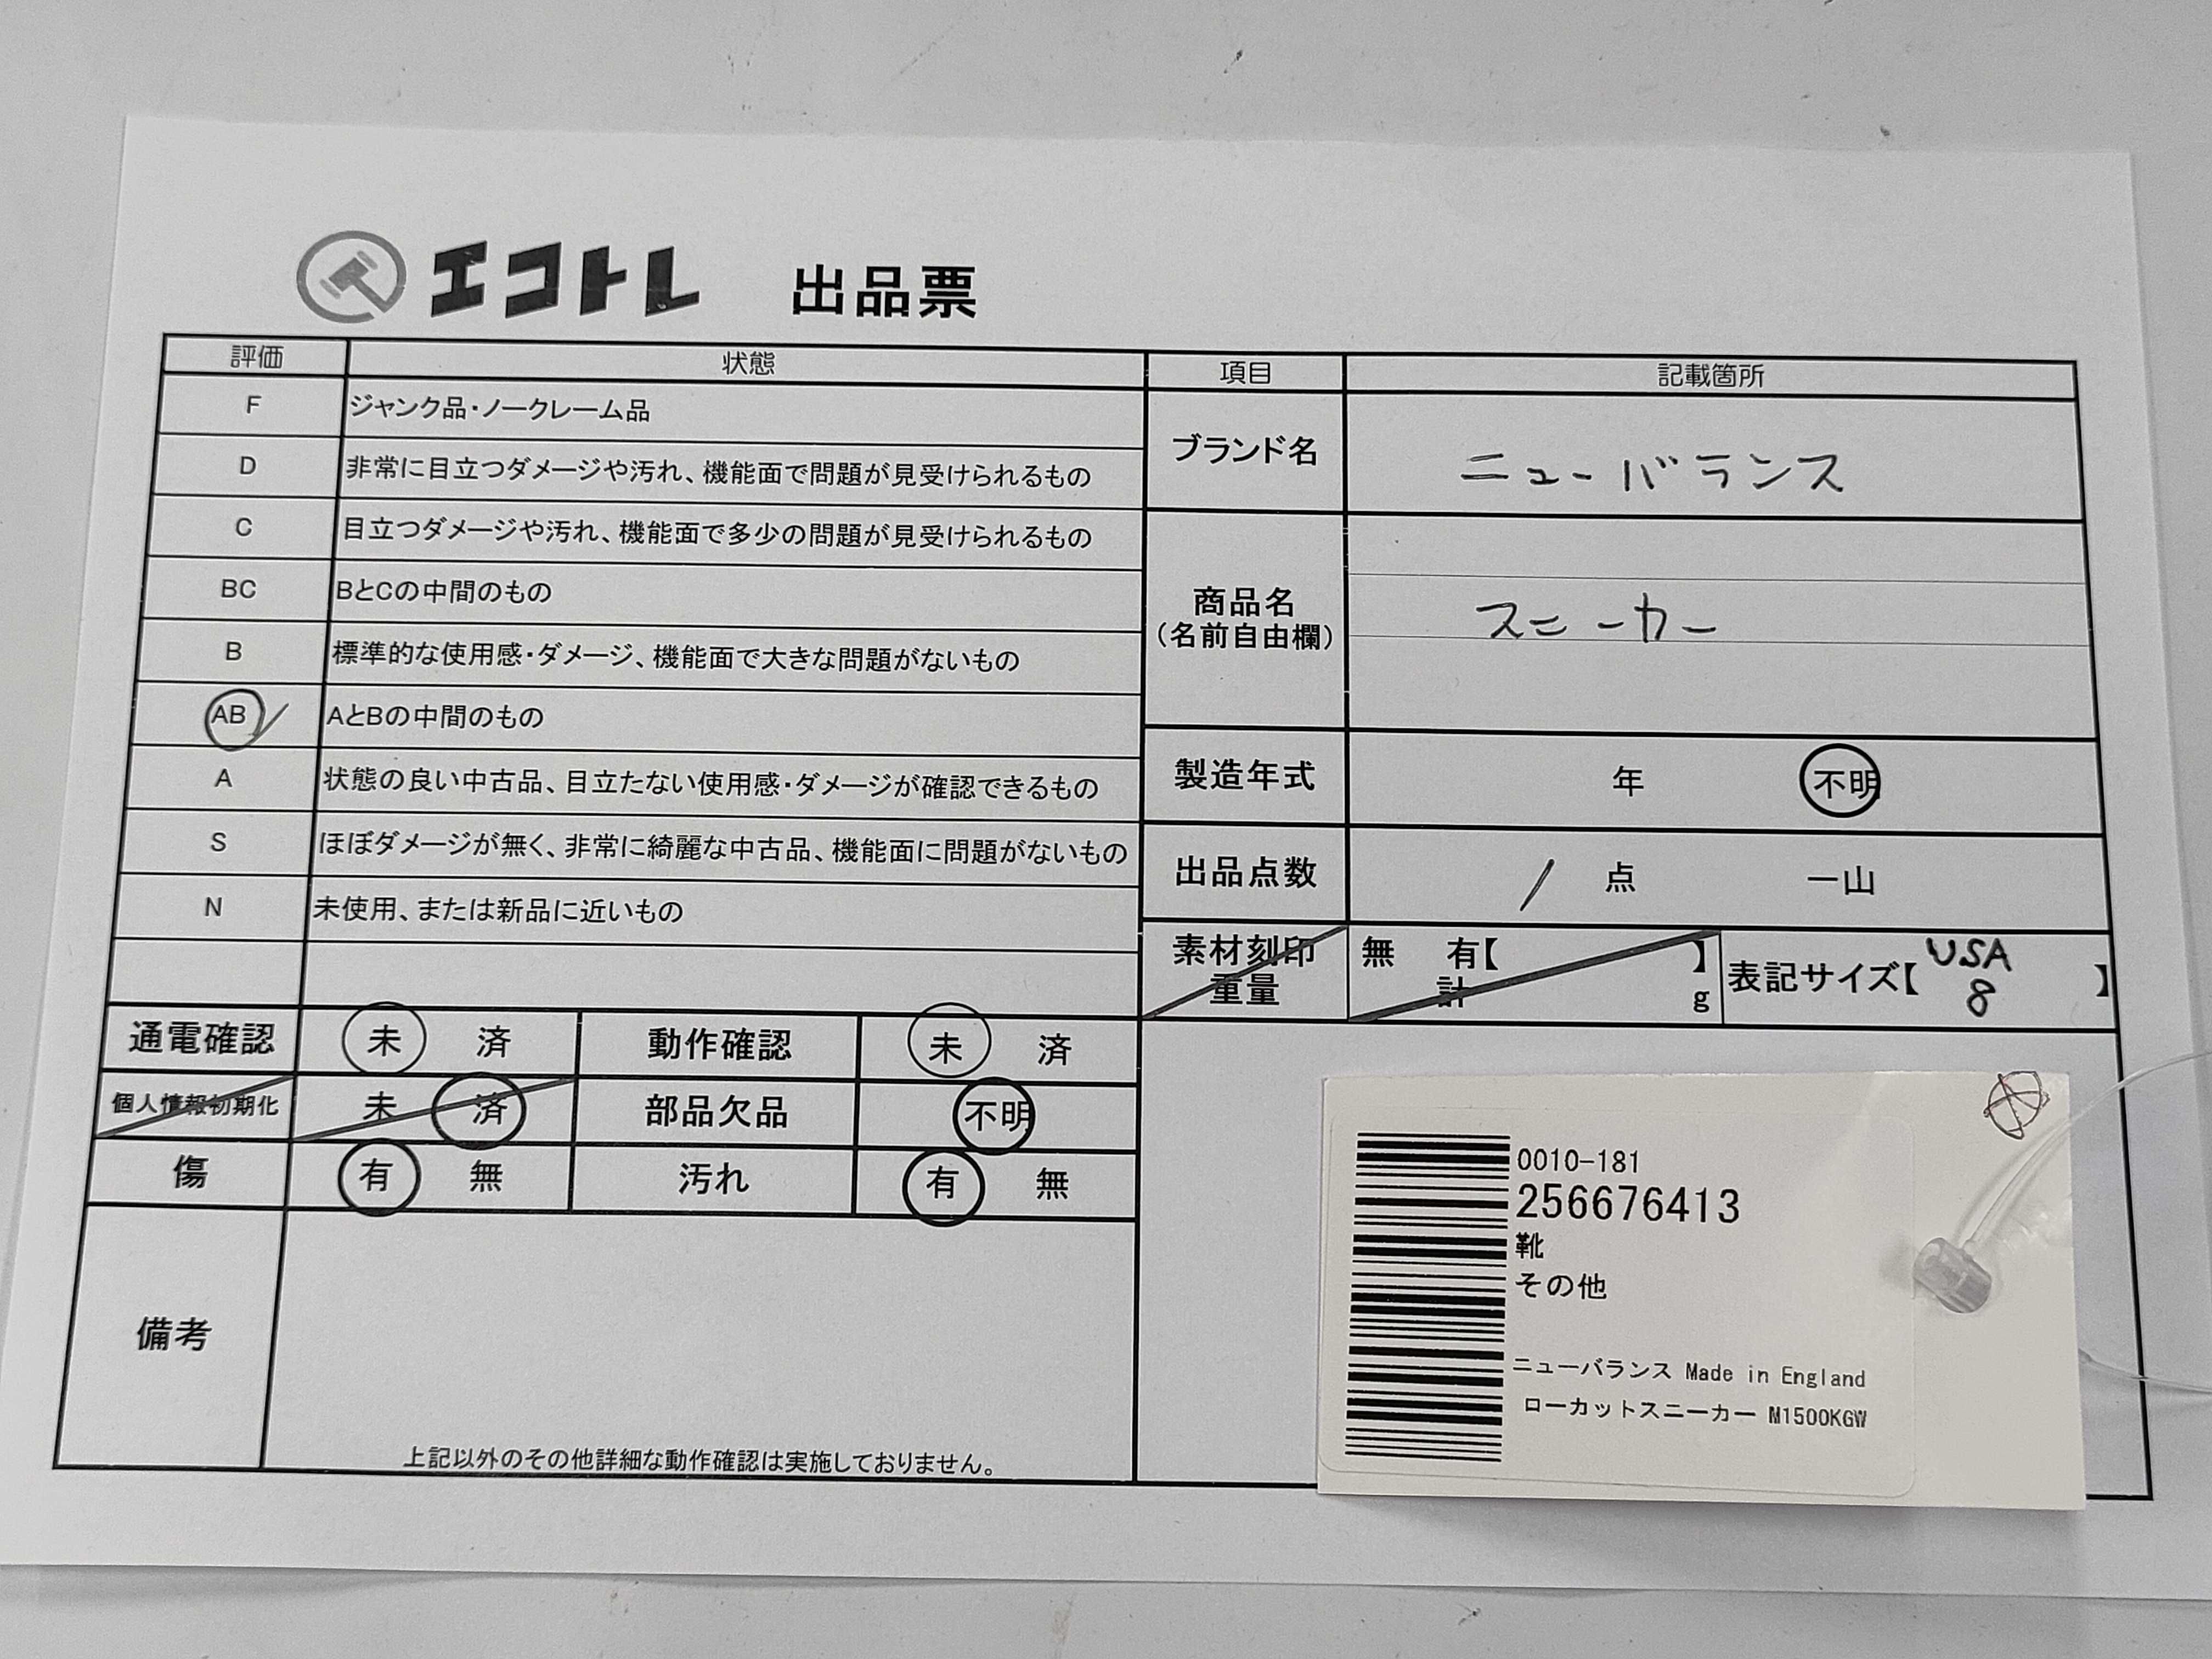 エコトレ 出品票
評価 状態
F ジャンク品・ノークレーム品
D 非常に目立つダメージや汚れ、機能面で問題が見受けられるもの
C 目立つダメージや汚れ、機能面で多少の問題が見受けられるもの
BC BとCの中間のもの
B 標準的な使用感・ダメージ、機能面で大きな問題がないもの
AB AとBの中間のもの
A 状態の良い中古品、目立たない使用感・ダメージが確認できるもの
S ほぼダメージが無く、非常に綺麗な中古品、機能面に問題がないもの
N 未使用、または新品に近いもの
通電確認 未 済 動作確認 未 済
個人情報初期化 未 済 部品欠品 不明
傷 有 無 汚れ 有 無
備考
上記以外のその他詳細な動作確認は実施しておりません。
項目 記載箇所
ブランド名 ニューバランス
商品名
(名前自由欄)
スニーカー
製造年式 年 不明
出品点数 / 点 一山
素材刻印 無 有【 】
重量 計 g
表記サイズ【 USA 8 】
0010-181
256676413
靴
その他
ニューバランス Made in England
ローカットスニーカー M1500KGW